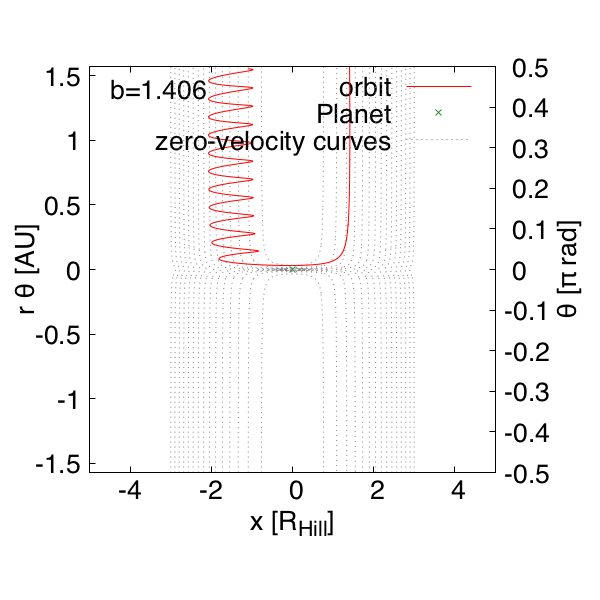 b=1.406
orbit
Planet
zero-velocity curves
1.5
1
0.5
0
-0.5
-1
-1.5
r θ [AU]
0.5
0.4
0.3
0.2
0.1
0
-0.1
-0.2
-0.3
-0.4
-0.5
θ [π rad]
-4 -2 0 2 4
x [R_Hill]